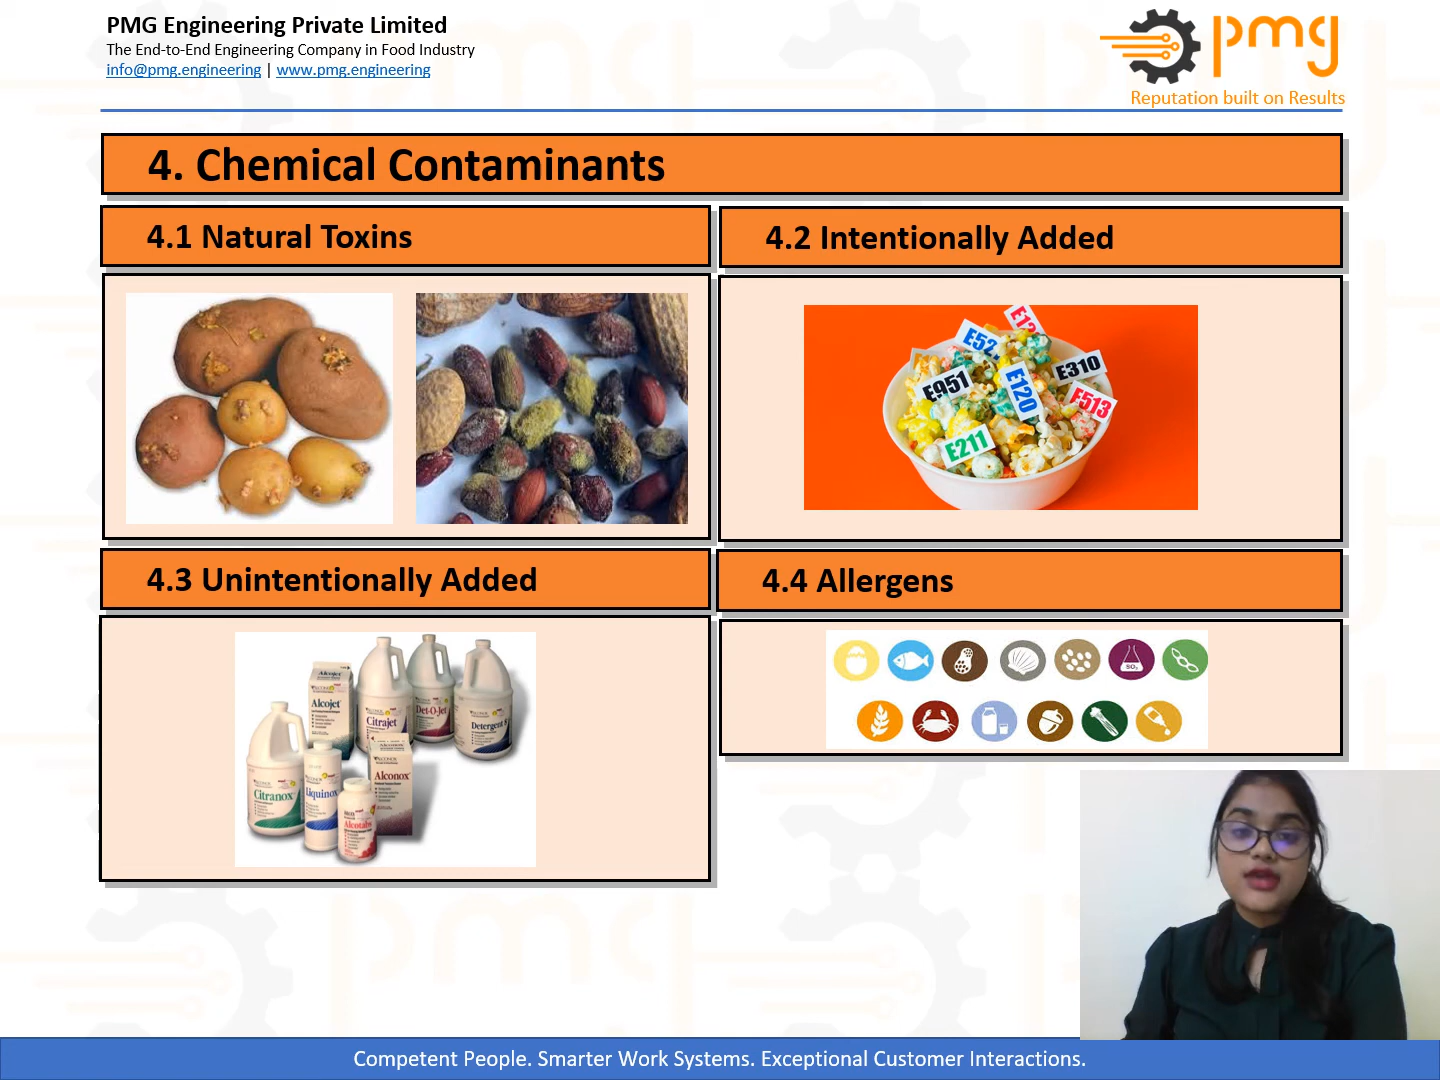 PMG Engineering Private Limited
The End-to-End Engineering Company in Food Industry
info@pmg.engineering | www.pmg.engineering
pmg
Reputation built on Results
4. Chemical Contaminants
4.1 Natural Toxins
4.2 Intentionally Added
E52
E310
E951
E120
E513
E211
4.3 Unintentionally Added
4.4 Allergens
Alcojet
Citrajet
Det-O-Jet
Detergent 8
Citranox
Liquinox
Alconox
Alcotabs
SO₂
Competent People. Smarter Work Systems. Exceptional Customer Interactions.